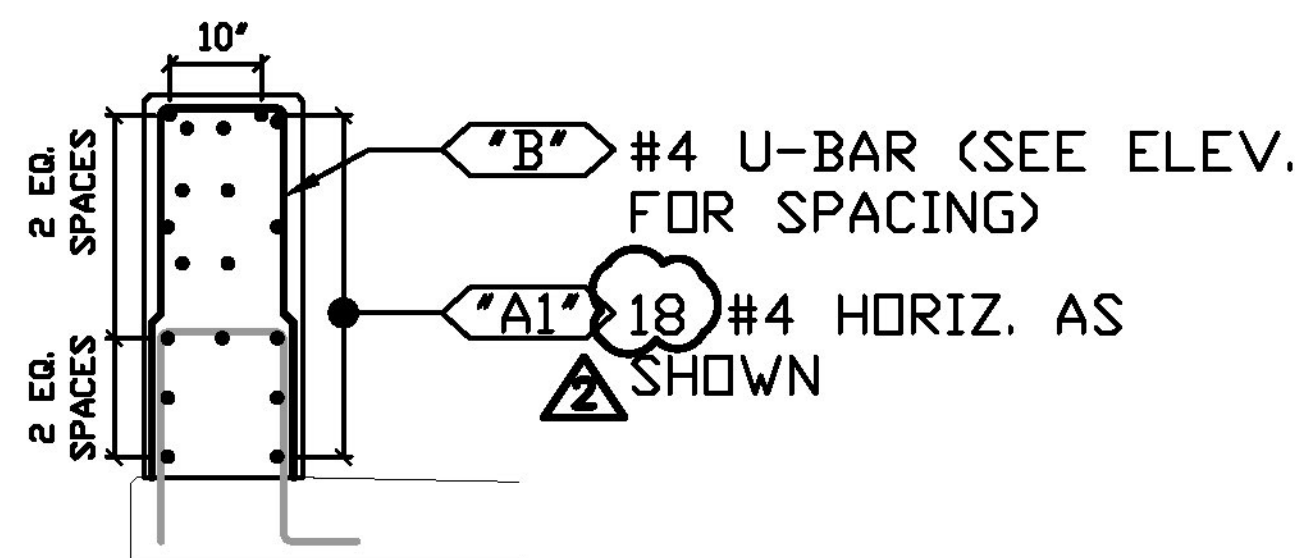 10"
2 EQ.
SPACES
"B" #4 U-BAR (SEE ELEV.
FOR SPACING)
"A1" 18 #4 HORIZ. AS
SHOWN
2
2 EQ.
SPACES